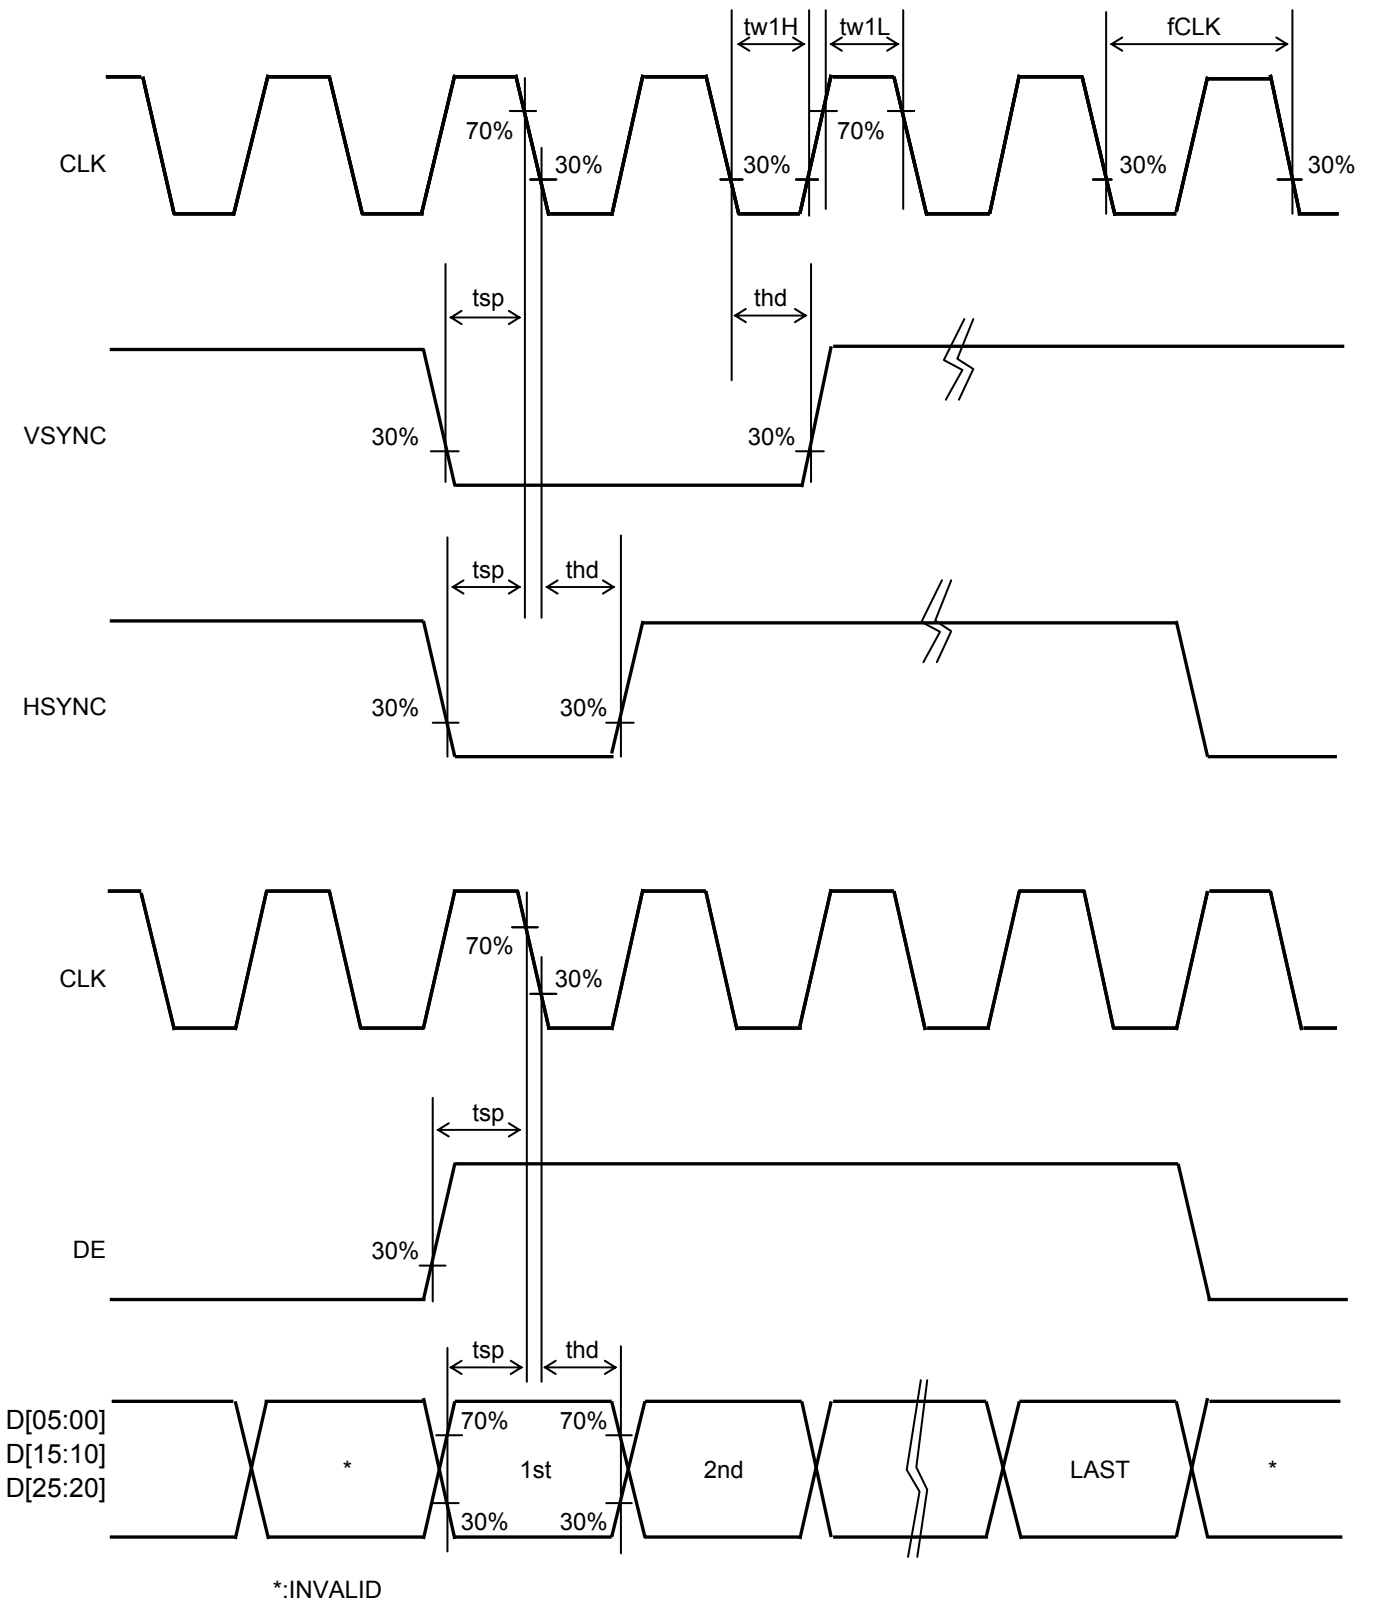 tw1H tw1L fCLK
70% 70%
CLK 30% 30% 30% 30%
tsp thd
VSYNC 30% 30%
tsp thd
HSYNC 30% 30%
70%
CLK 30%
tsp
DE 30%
tsp thd
D[05:00] 70% 70%
D[15:10] * 1st 2nd LAST *
D[25:20]
30% 30%
*:INVALID